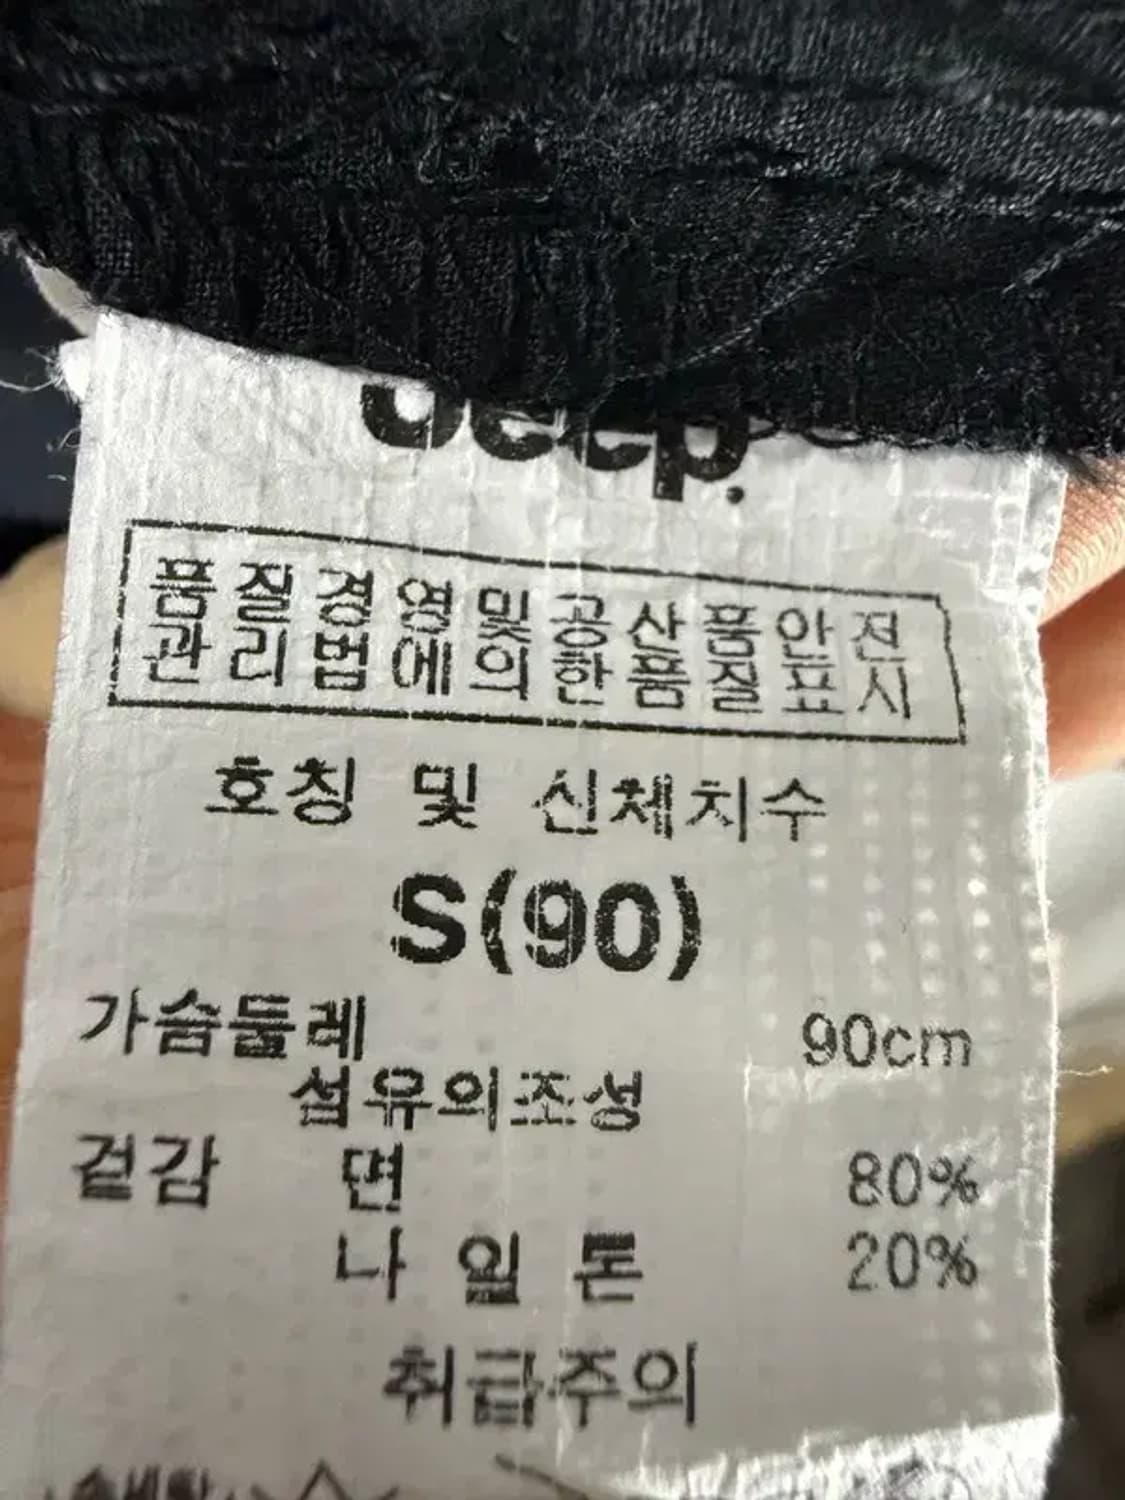 품질경영및공산품안전
관리법에의한품질표시
호칭 및 신체치수
S(90)
가슴둘레 90cm
섬유의조성
겉감 면 80%
나 일 론 20%
취급주의